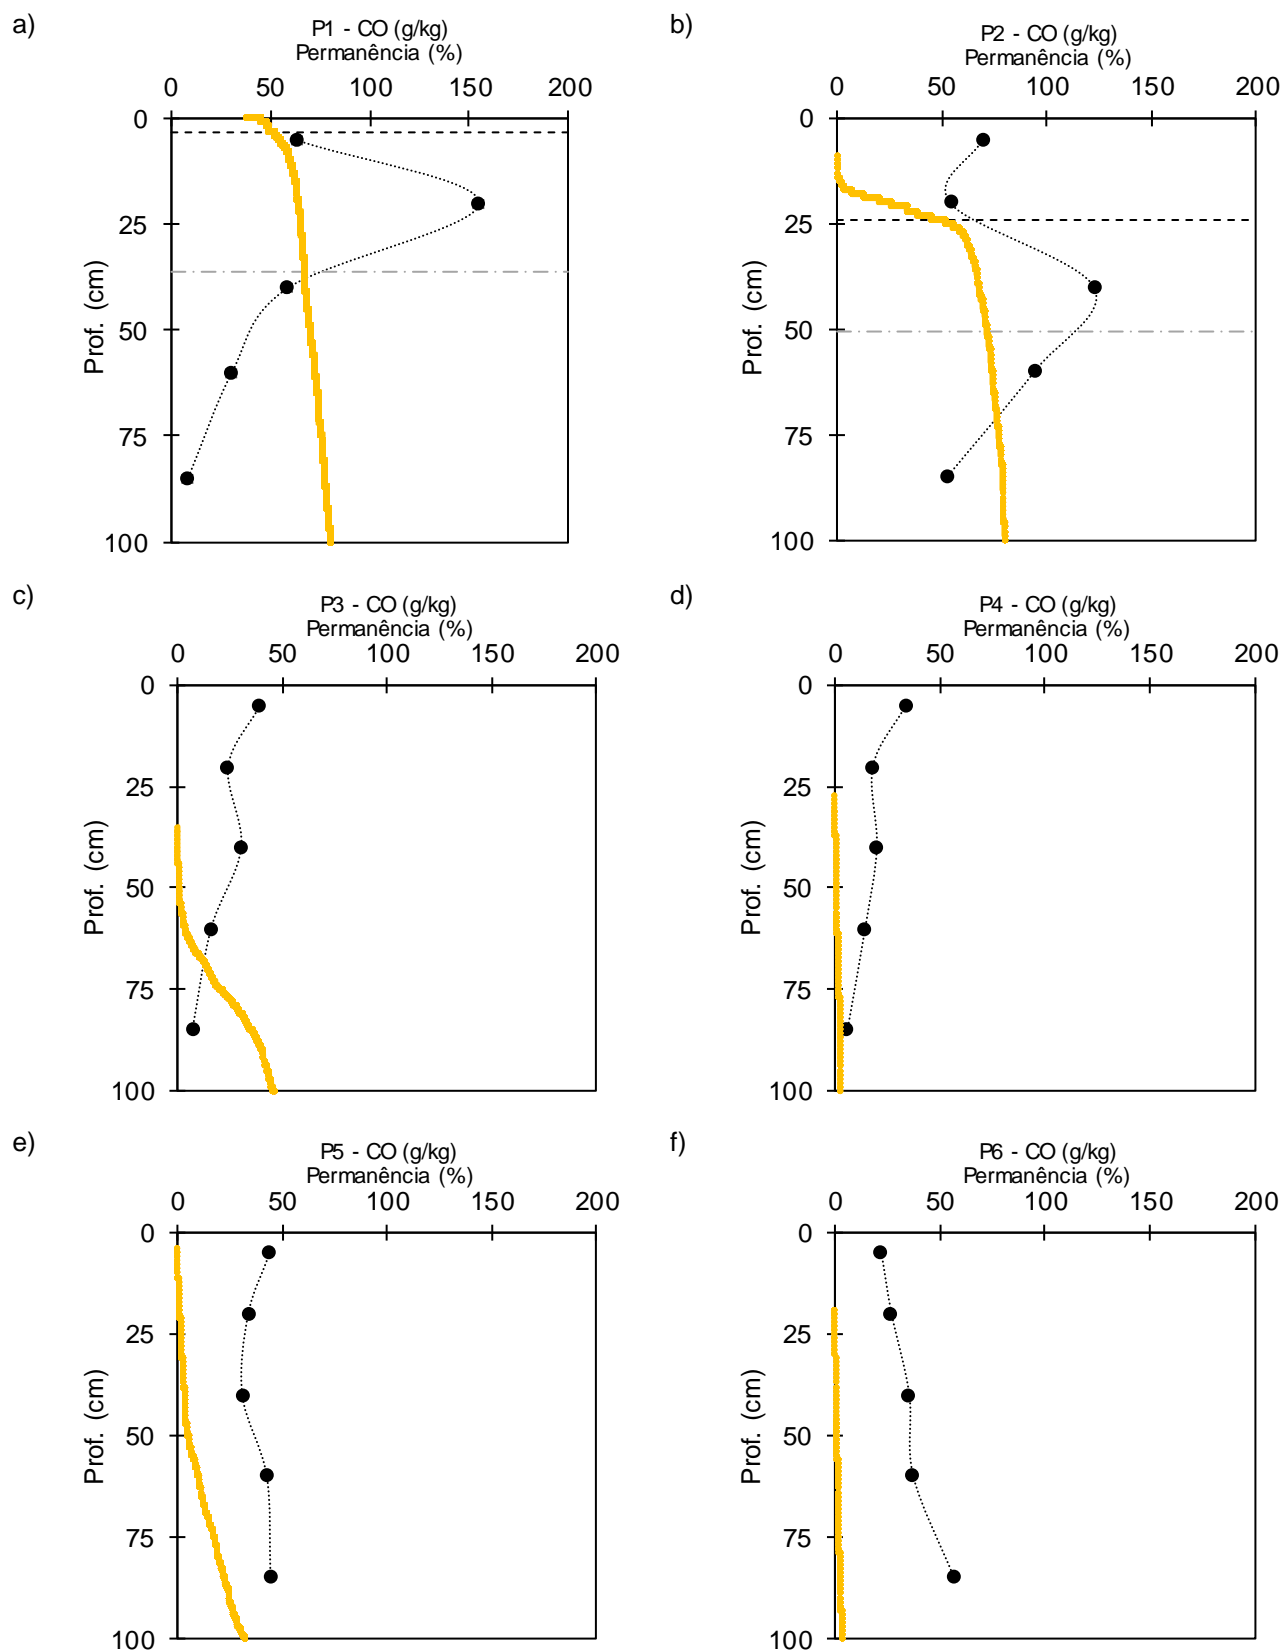 a)
P1 - CO (g/kg)
Permanência (%)
0 50 100 150 200
0
25
50
75
100
Prof. (cm)
b)
P2 - CO (g/kg)
Permanência (%)
0 50 100 150 200
0
25
50
75
100
Prof. (cm)
c)
P3 - CO (g/kg)
Permanência (%)
0 50 100 150 200
0
25
50
75
100
Prof. (cm)
d)
P4 - CO (g/kg)
Permanência (%)
0 50 100 150 200
0
25
50
75
100
Prof. (cm)
e)
P5 - CO (g/kg)
Permanência (%)
0 50 100 150 200
0
25
50
75
100
Prof. (cm)
f)
P6 - CO (g/kg)
Permanência (%)
0 50 100 150 200
0
25
50
75
100
Prof. (cm)